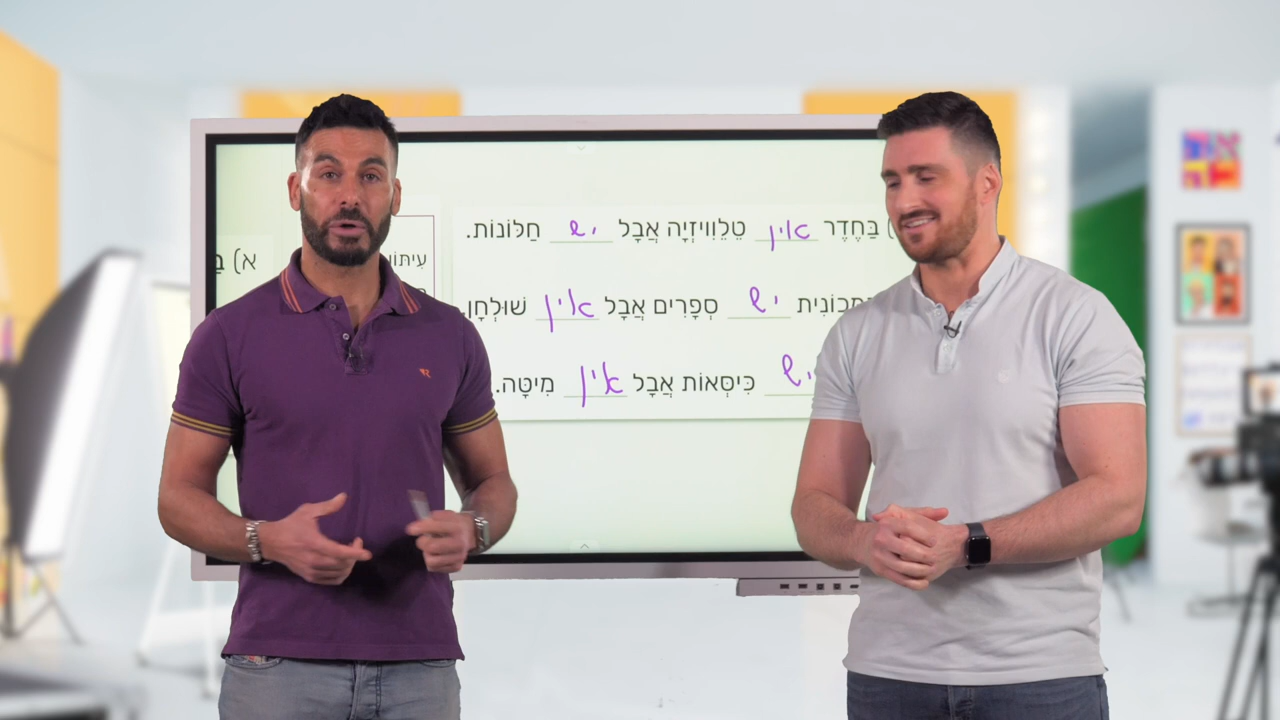 בַּחֶדֶר אין טֵלֵוִויזְיָה אֲבָל יש חַלּוֹנוֹת.
יש סְפָרִים אֲבָל אין שׁוּלְחָן.
יש כִּיסְּאוֹת אֲבָל אין מִיטָּה.
א)